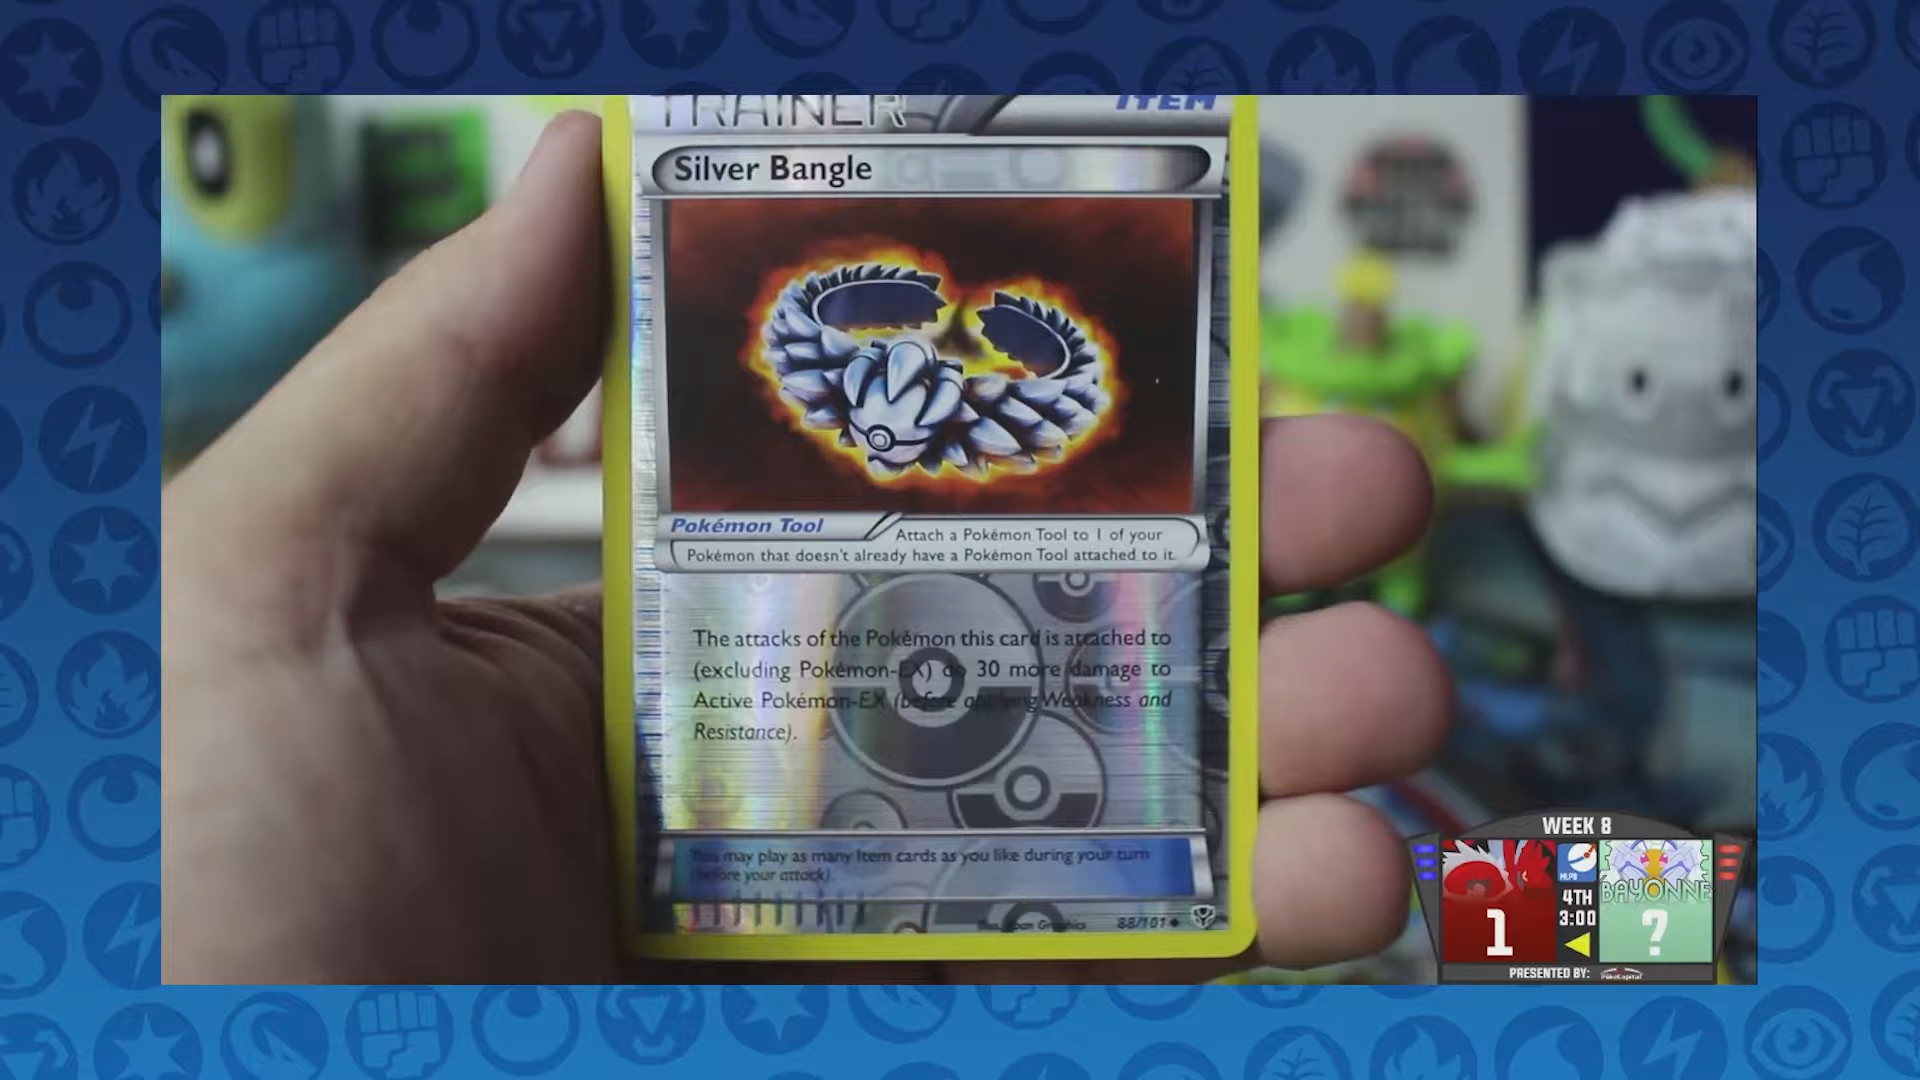 TRAINER
ITEM
Silver Bangle
Pokémon Tool
Attach a Pokémon Tool to 1 of your
Pokémon that doesn't already have a Pokémon Tool attached to it.
The attacks of the Pokémon this card is attached to
(excluding Pokémon-EX) do 30 more damage to
Active Pokémon-EX (before applying Weakness and
Resistance).
You may play as many Item cards as you like during your turn
(before your attack).
88/101
WEEK 8
MLPB
BAYONNE
4TH
3:00
1
?
PRESENTED BY:
PokéCapital